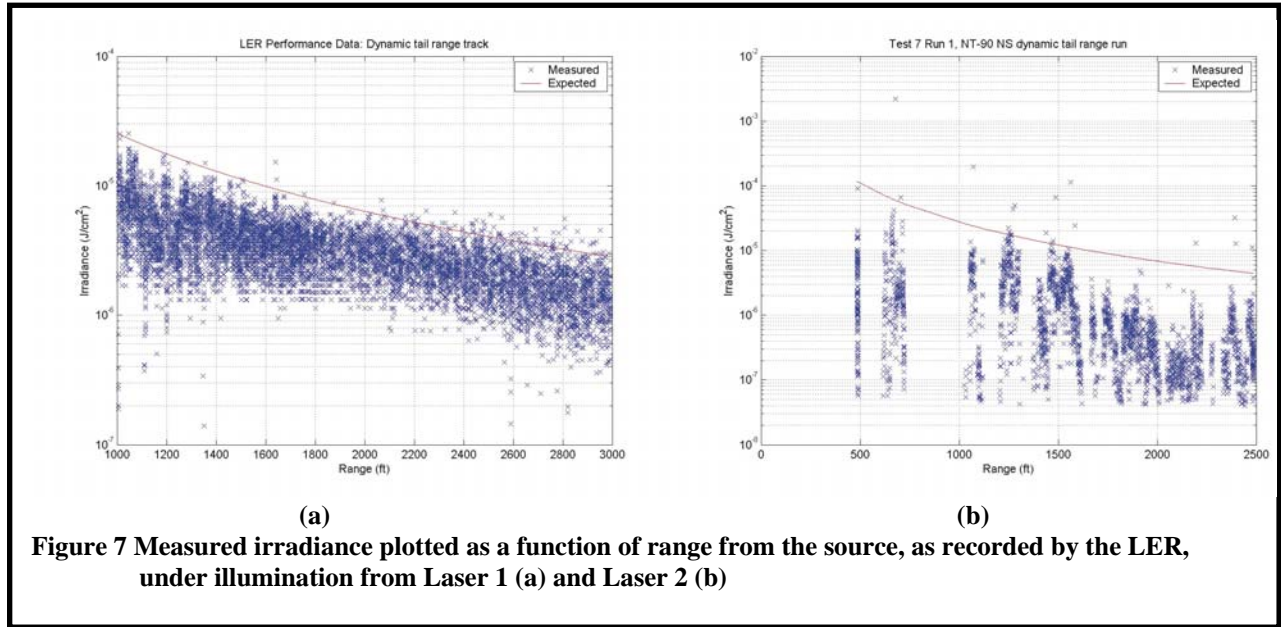 LER Performance Data: Dynamic tail range track
Measured
Expected
Irradiance (J/cm²)
10⁻⁴
10⁻⁵
10⁻⁶
10⁻⁷
1000 1200 1400 1600 1800 2000 2200 2400 2600 2800 3000
Range (ft)
(a)
Test 7 Run 1, NT-90 NS dynamic tail range run
Measured
Expected
Irradiance (J/cm²)
10⁻²
10⁻³
10⁻⁴
10⁻⁵
10⁻⁶
10⁻⁷
10⁻⁸
0 500 1000 1500 2000 2500
Range (ft)
(b)
Figure 7 Measured irradiance plotted as a function of range from the source, as recorded by the LER,
under illumination from Laser 1 (a) and Laser 2 (b)